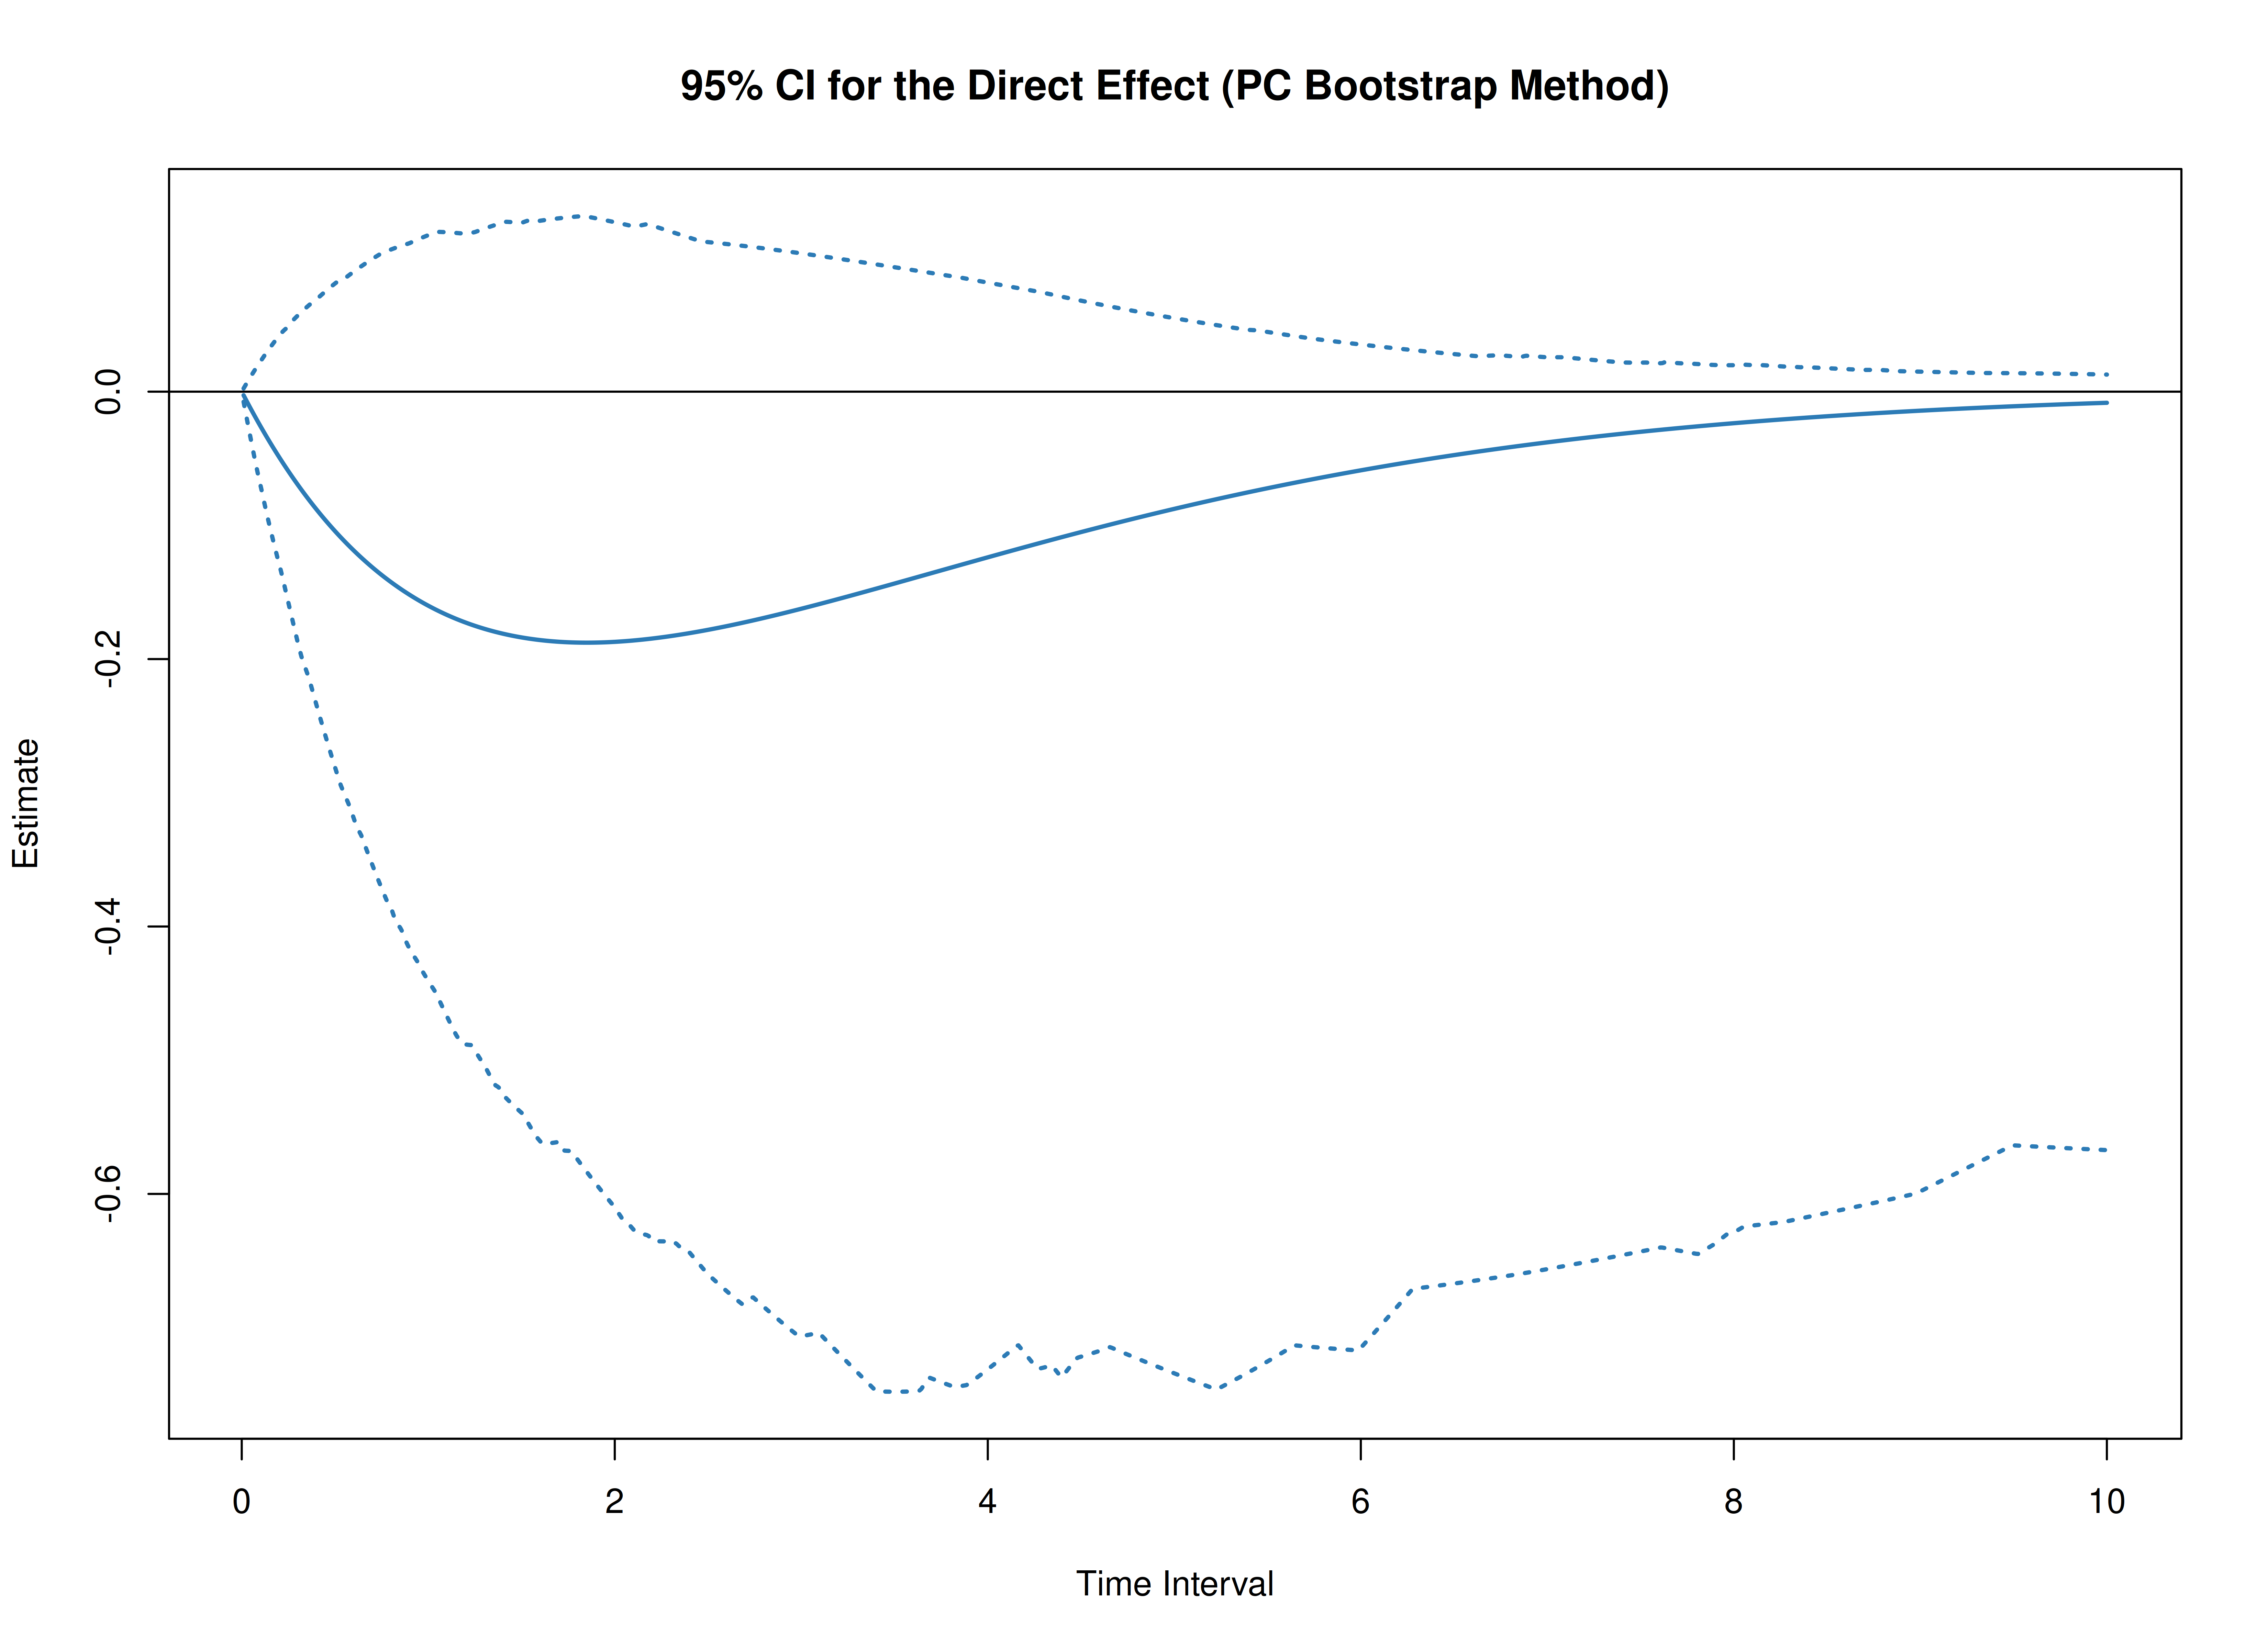 95% CI for the Direct Effect (PC Bootstrap Method)
0.0
-0.2
-0.4
-0.6
Estimate
0 2 4 6 8 10
Time Interval